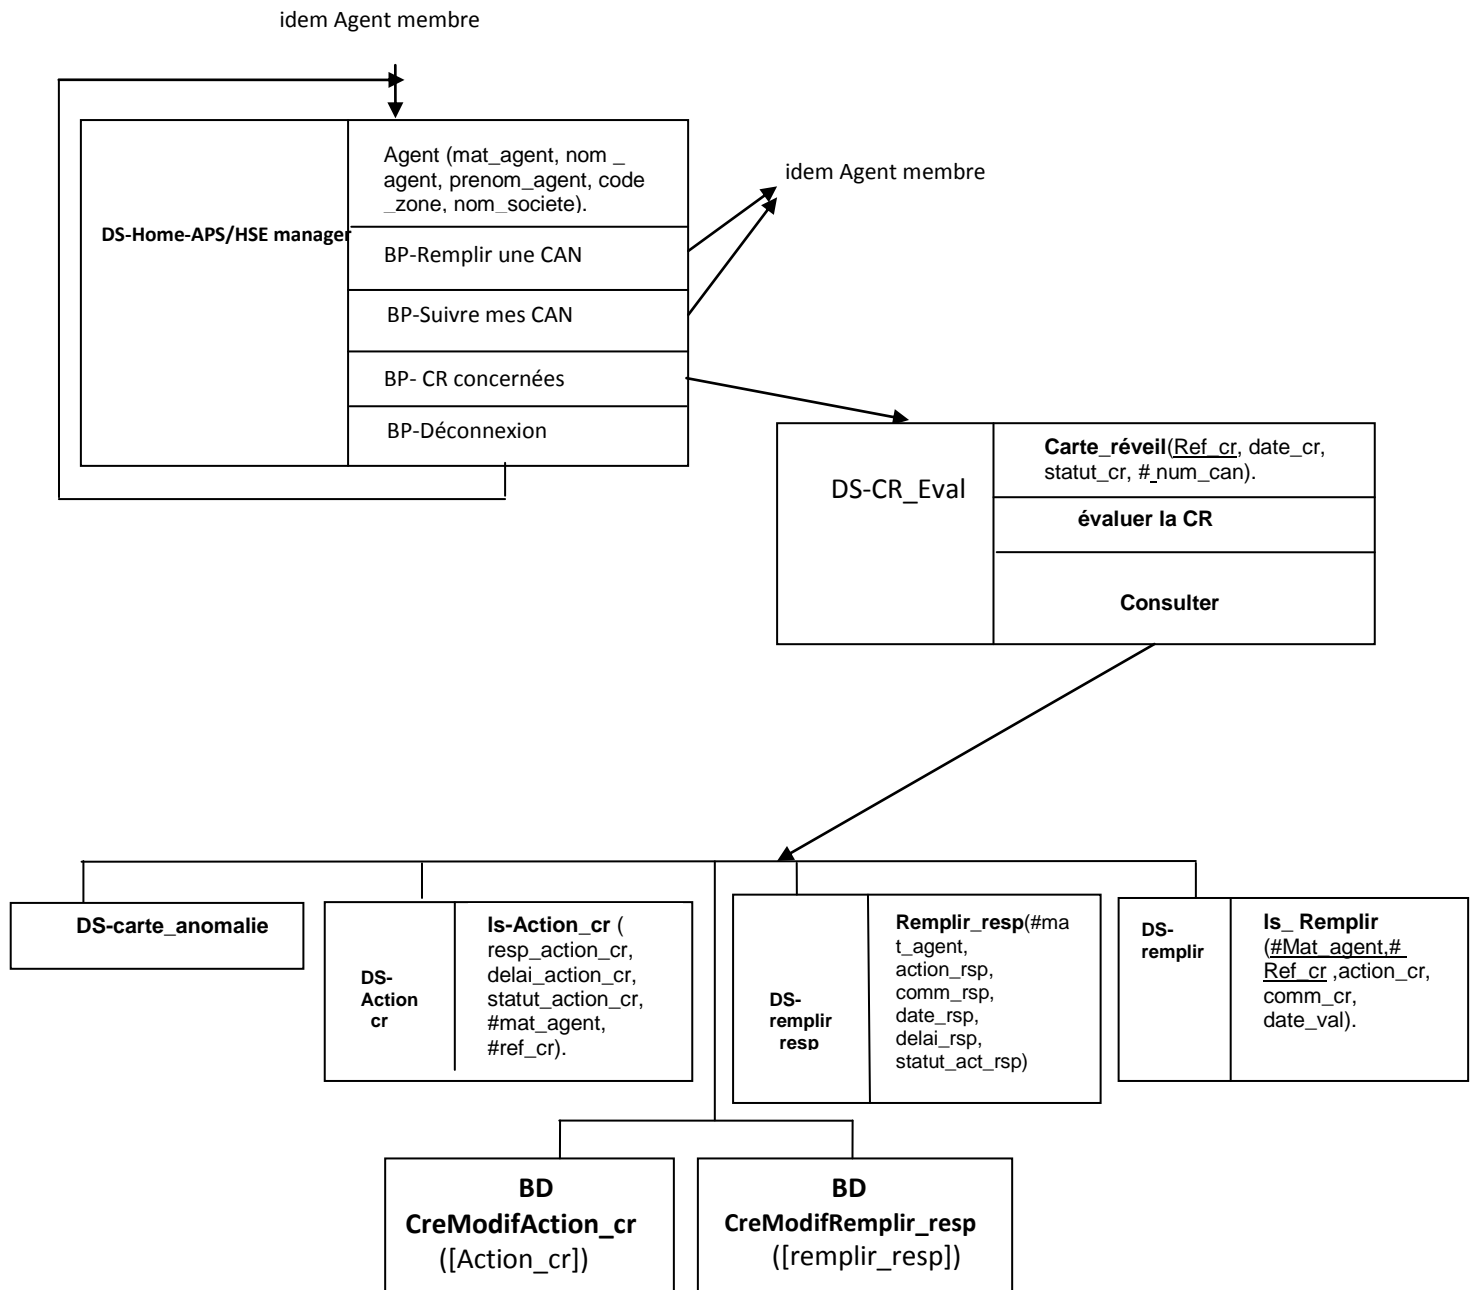 idem Agent membre
Agent (mat_agent, nom _
agent, prenom_agent, code
_zone, nom_societe).
DS-Home-APS/HSE manager
BP-Remplir une CAN
BP-Suivre mes CAN
BP- CR concernées
BP-Déconnexion
idem Agent membre
DS-CR_Eval
Carte_réveil(Ref_cr, date_cr,
statut_cr, #_num_can).
évaluer la CR
Consulter
DS-carte_anomalie
DS-
Action
cr
Is-Action_cr (
resp_action_cr,
delai_action_cr,
statut_action_cr,
#mat_agent,
#ref_cr).
DS-
remplir
resp
Remplir_resp(#ma
t_agent,
action_rsp,
comm_rsp,
date_rsp,
delai_rsp,
statut_act_rsp)
DS-
remplir
Is_ Remplir
(#Mat_agent,#
Ref_cr ,action_cr,
comm_cr,
date_val).
BD
CreModifAction_cr
([Action_cr])
BD
CreModifRemplir_resp
([remplir_resp])